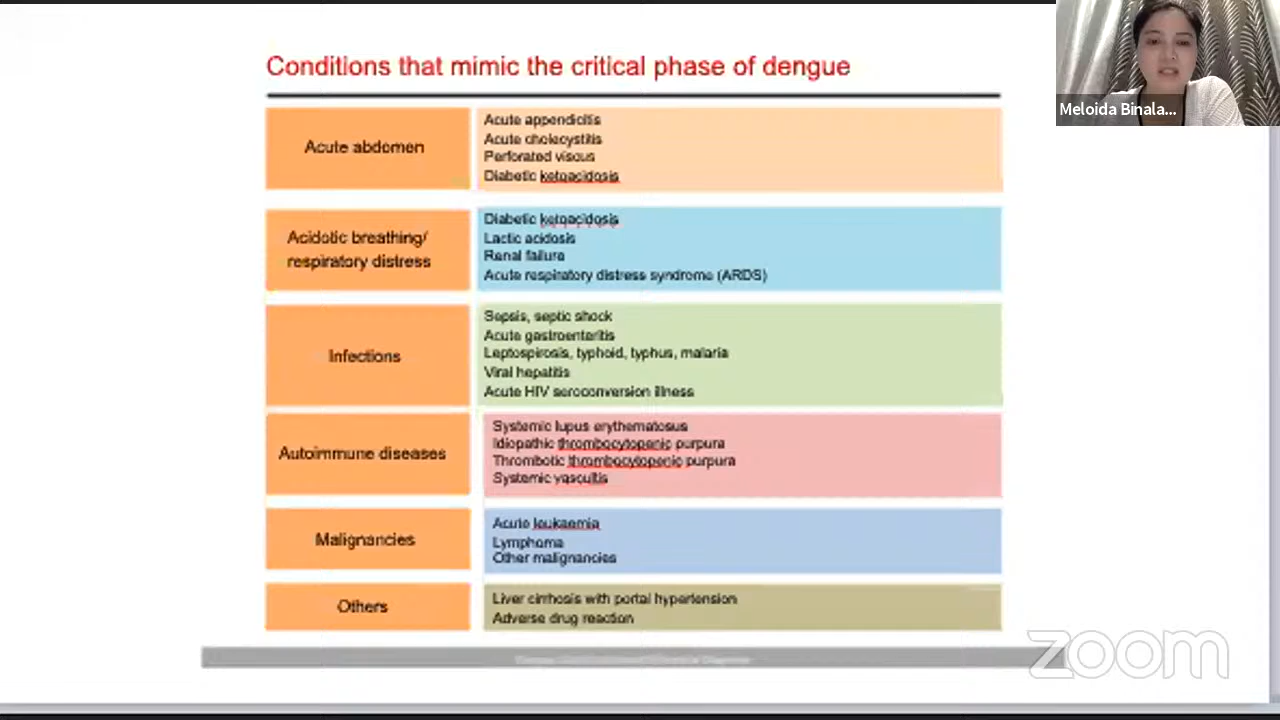 Conditions that mimic the critical phase of dengue
Meloida Binala...
Acute abdomen
Acute appendicitis
Acute cholecystitis
Perforated viscus
Diabetic ketoacidosis
Acidotic breathing/
respiratory distress
Diabetic ketoacidosis
Lactic acidosis
Renal failure
Acute respiratory distress syndrome (ARDS)
Infections
Sepsis, septic shock
Acute gastroenteritis
Leptospirosis, typhoid, typhus, malaria
Viral hepatitis
Acute HIV seroconversion illness
Autoimmune diseases
Systemic lupus erythematosus
Idiopathic thrombocytopenic purpura
Thrombotic thrombocytopenic purpura
Systemic vascultis
Malignancies
Acute leukaemia
Lymphoma
Other malignancies
Others
Liver cirrhosis with portal hypertension
Adverse drug reaction
zoom